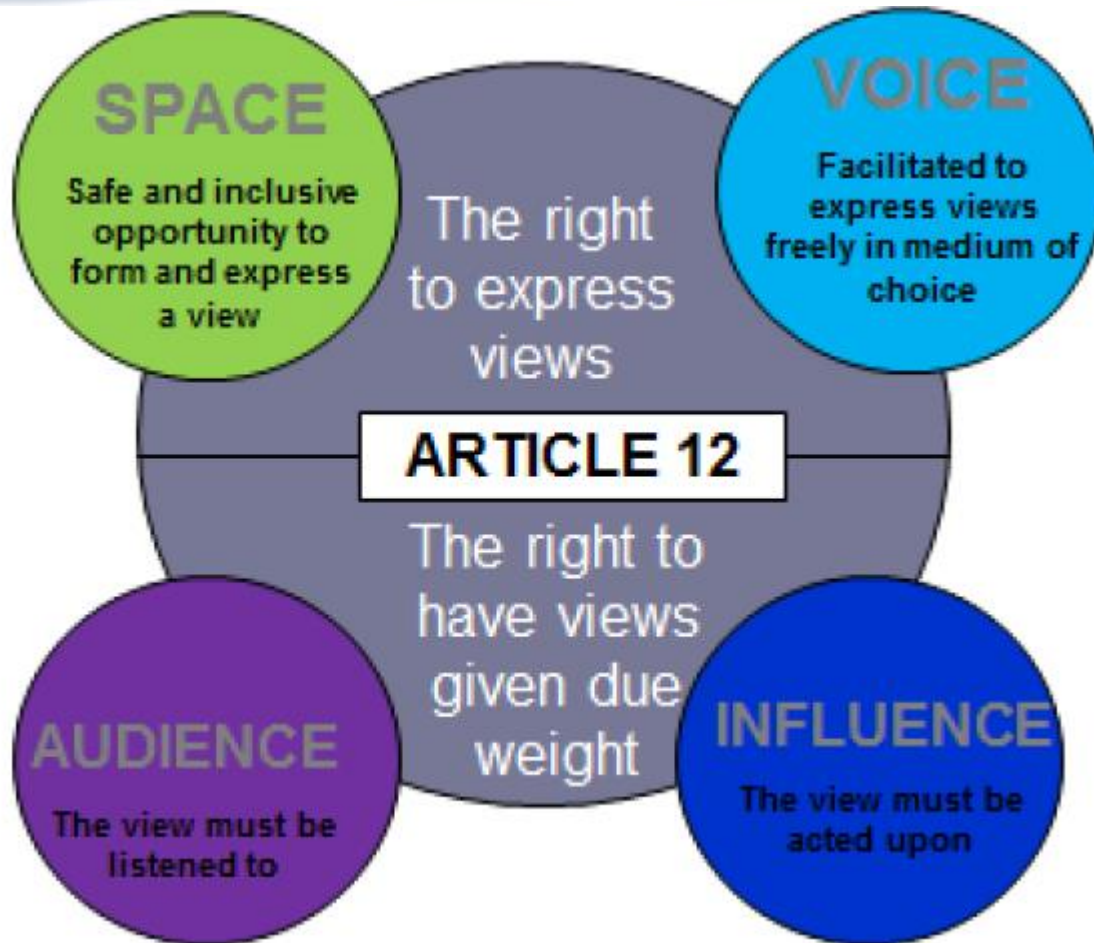 SPACE
Safe and inclusive
opportunity to
form and express
a view
VOICE
Facilitated to
express views
freely in medium of
choice
The right
to express
views
ARTICLE 12
The right to
have views
given due
weight
AUDIENCE
The view must be
listened to
INFLUENCE
The view must be
acted upon